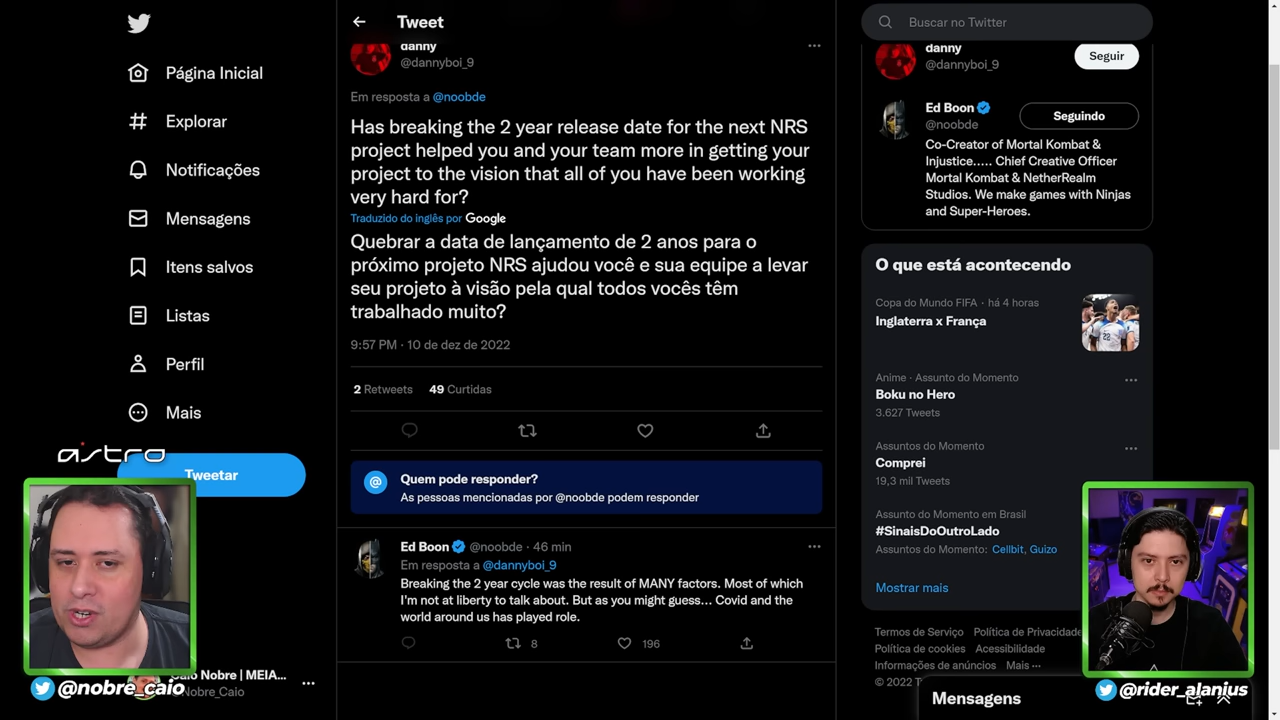 Página Inicial
Explorar
Notificações
Mensagens
Itens salvos
Listas
Perfil
Mais
astro
Tweetar
Caio Nobre | MEIA...
Nobre_Caio
@nobre_caio
Tweet
danny
@dannyboi_9
Em resposta a @noobde
Has breaking the 2 year release date for the next NRS
project helped you and your team more in getting your
project to the vision that all of you have been working
very hard for?
Traduzido do inglês por Google
Quebrar a data de lançamento de 2 anos para o
próximo projeto NRS ajudou você e sua equipe a levar
seu projeto à visão pela qual todos vocês têm
trabalhado muito?
9:57 PM · 10 de dez de 2022
2 Retweets 49 Curtidas
@ Quem pode responder?
As pessoas mencionadas por @noobde podem responder
Ed Boon @noobde · 46 min
Em resposta a @dannyboi_9
Breaking the 2 year cycle was the result of MANY factors. Most of which
I'm not at liberty to talk about. But as you might guess... Covid and the
world around us has played role.
8 196
Buscar no Twitter
danny
@dannyboi_9
Seguir
Ed Boon
@noobde
Seguindo
Co-Creator of Mortal Kombat &
Injustice..... Chief Creative Officer
Mortal Kombat & NetherRealm
Studios. We make games with Ninjas
and Super-Heroes.
O que está acontecendo
Copa do Mundo FIFA · há 4 horas
Inglaterra x França
Anime · Assunto do Momento
Boku no Hero
3.627 Tweets
Assuntos do Momento
Comprei
19,3 mil Tweets
Assunto do Momento em Brasil
#SinaisDoOutroLado
Assuntos do Momento: Cellbit, Guizo
Mostrar mais
Termos de Serviço Política de Privacidade
Política de cookies Acessibilidade
Informações de anúncios Mais ···
© 2022 T
Mensagens
@rider_alanius